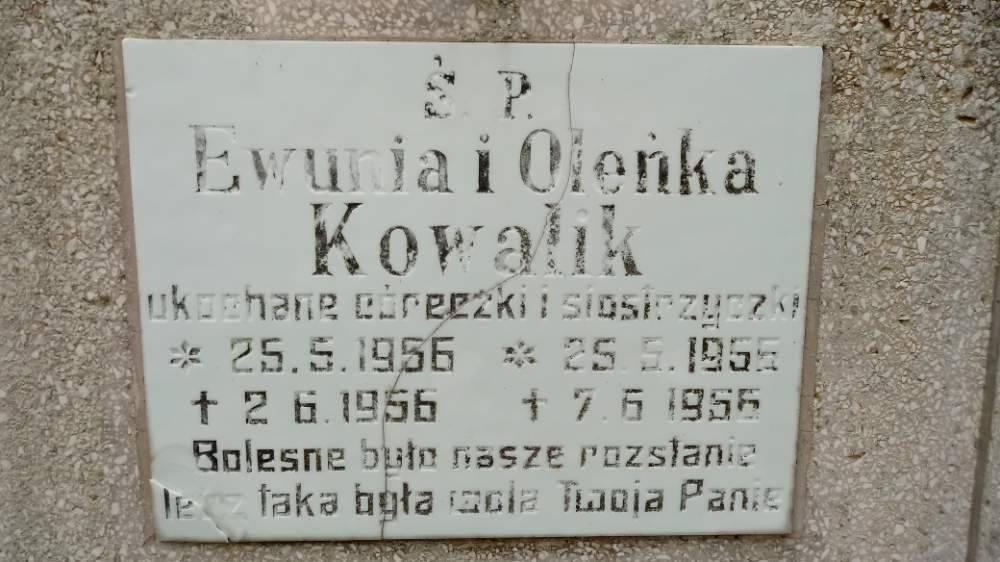 Ś. P.
Ewunia i Oleńka
Kowalik
ukochane córeczki i siostrzyczki
* 25. 5. 1956 * 25. 5. 1956
† 2 6. 1956 † 7. 6 1956
Bolesne było nasze rozstanie
lecz taka była wola Twoja Panie